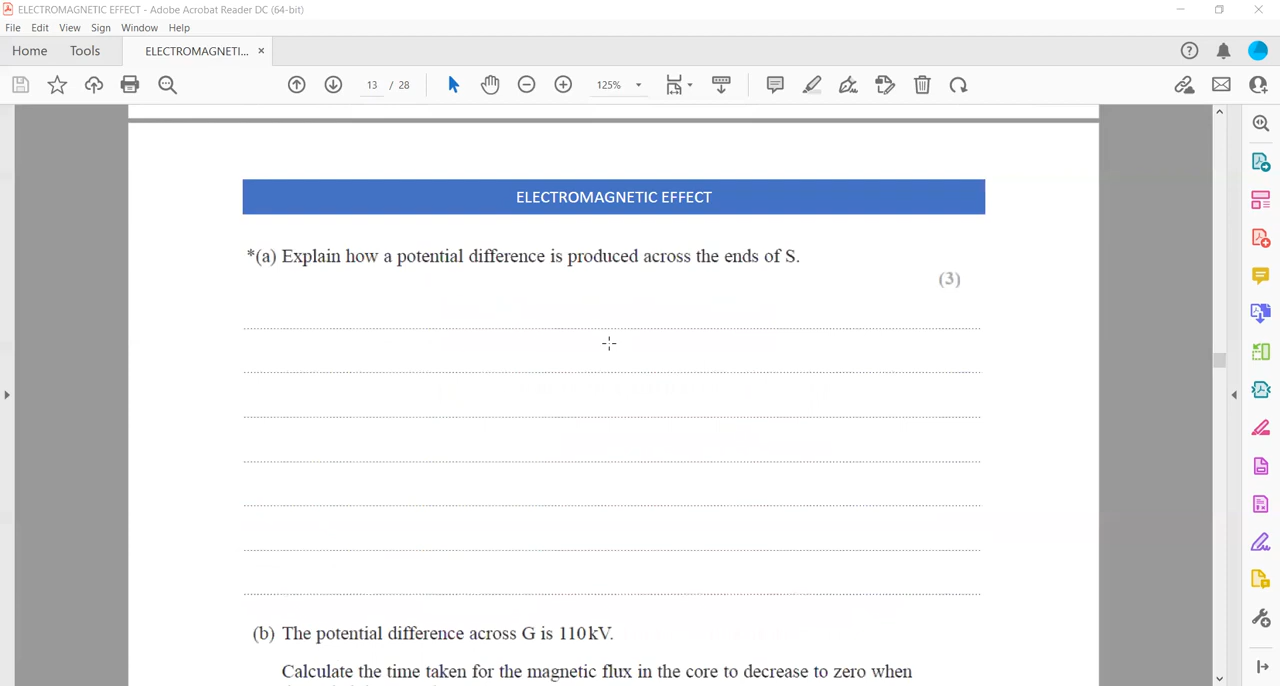 ELECTROMAGNETIC EFFECT - Adobe Acrobat Reader DC (64-bit)
File Edit View Sign Window Help
Home Tools ELECTROMAGNETI... ×
13 / 28 125%
ELECTROMAGNETIC EFFECT
*(a) Explain how a potential difference is produced across the ends of S.
(3)
(b) The potential difference across G is 110 kV.
Calculate the time taken for the magnetic flux in the core to decrease to zero when